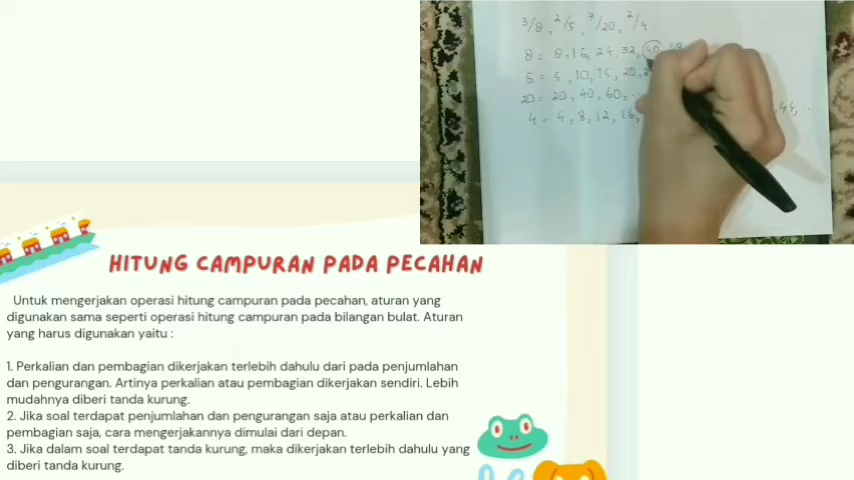 3/8, 2/5, 7/20, 2/4
8 = 8, 16, 24, 32, 40, 48
5 = 5, 10, 15, 20,
20 = 20, 40, 60, ...
4 = 4, 8, 12, 16, 44, ....
HITUNG CAMPURAN PADA PECAHAN
Untuk mengerjakan operasi hitung campuran pada pecahan, aturan yang
digunakan sama seperti operasi hitung campuran pada bilangan bulat. Aturan
yang harus digunakan yaitu :
1. Perkalian dan pembagian dikerjakan terlebih dahulu dari pada penjumlahan
dan pengurangan. Artinya perkalian atau pembagian dikerjakan sendiri. Lebih
mudahnya diberi tanda kurung.
2. Jika soal terdapat penjumlahan dan pengurangan saja atau perkalian dan
pembagian saja, cara mengerjakannya dimulai dari depan.
3. Jika dalam soal terdapat tanda kurung, maka dikerjakan terlebih dahulu yang
diberi tanda kurung.